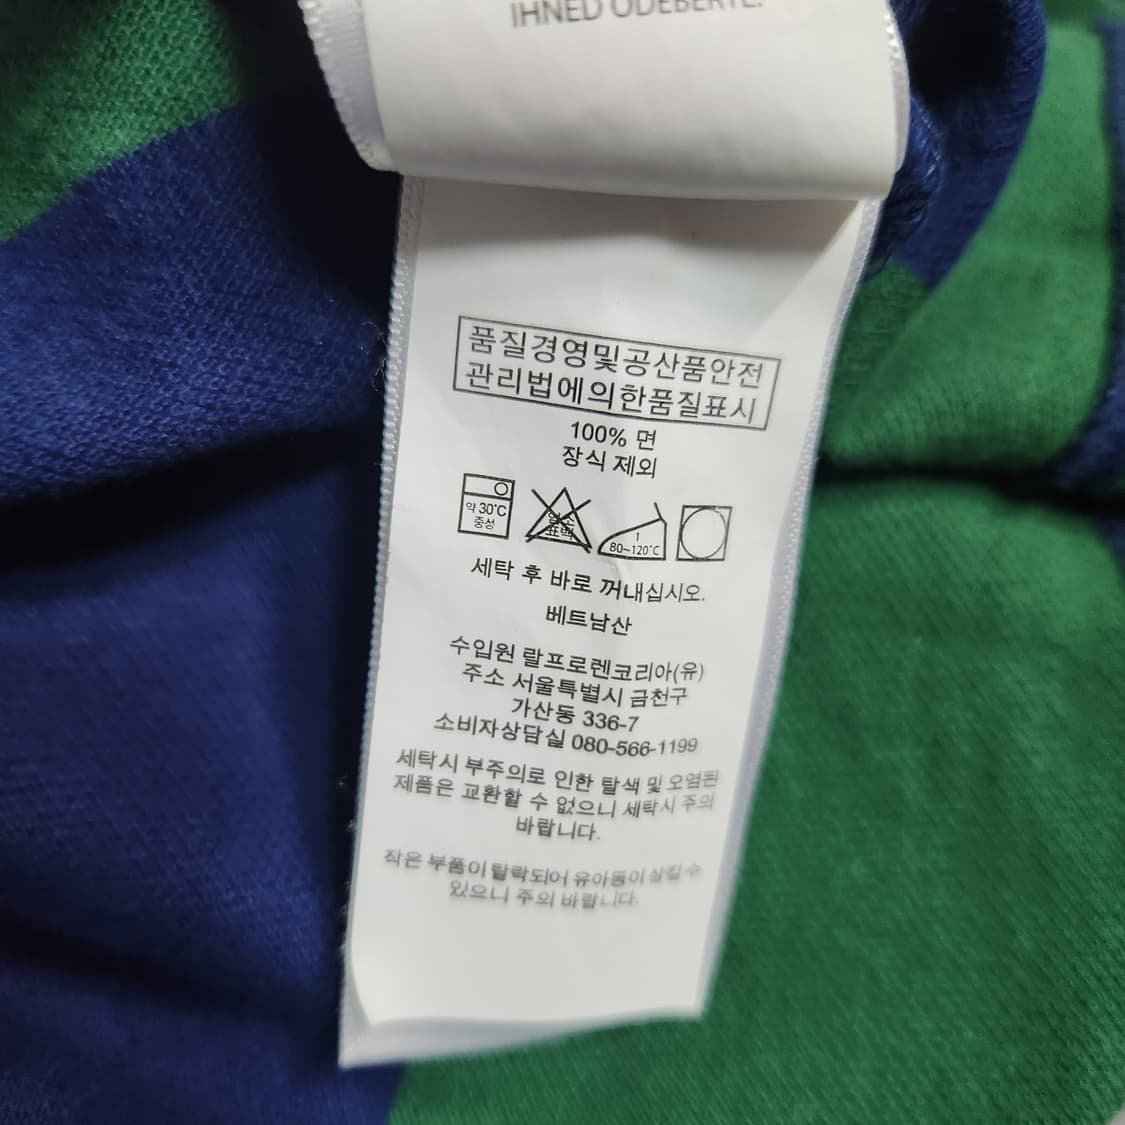 IHNED ODEBERTE.
품질경영및공산품안전
관리법에의한품질표시
100% 면
장식 제외
약 30℃
중성
염소
표백
1
80~120℃
세탁 후 바로 꺼내십시오.
베트남산
수입원 랄프로렌코리아(유)
주소 서울특별시 금천구
가산동 336-7
소비자상담실 080-566-1199
세탁시 부주의로 인한 탈색 및 오염된
제품은 교환할 수 없으니 세탁시 주의
바랍니다.
작은 부품이 탈락되어 유아동이 삼킬 수
있으니 주의 바랍니다.